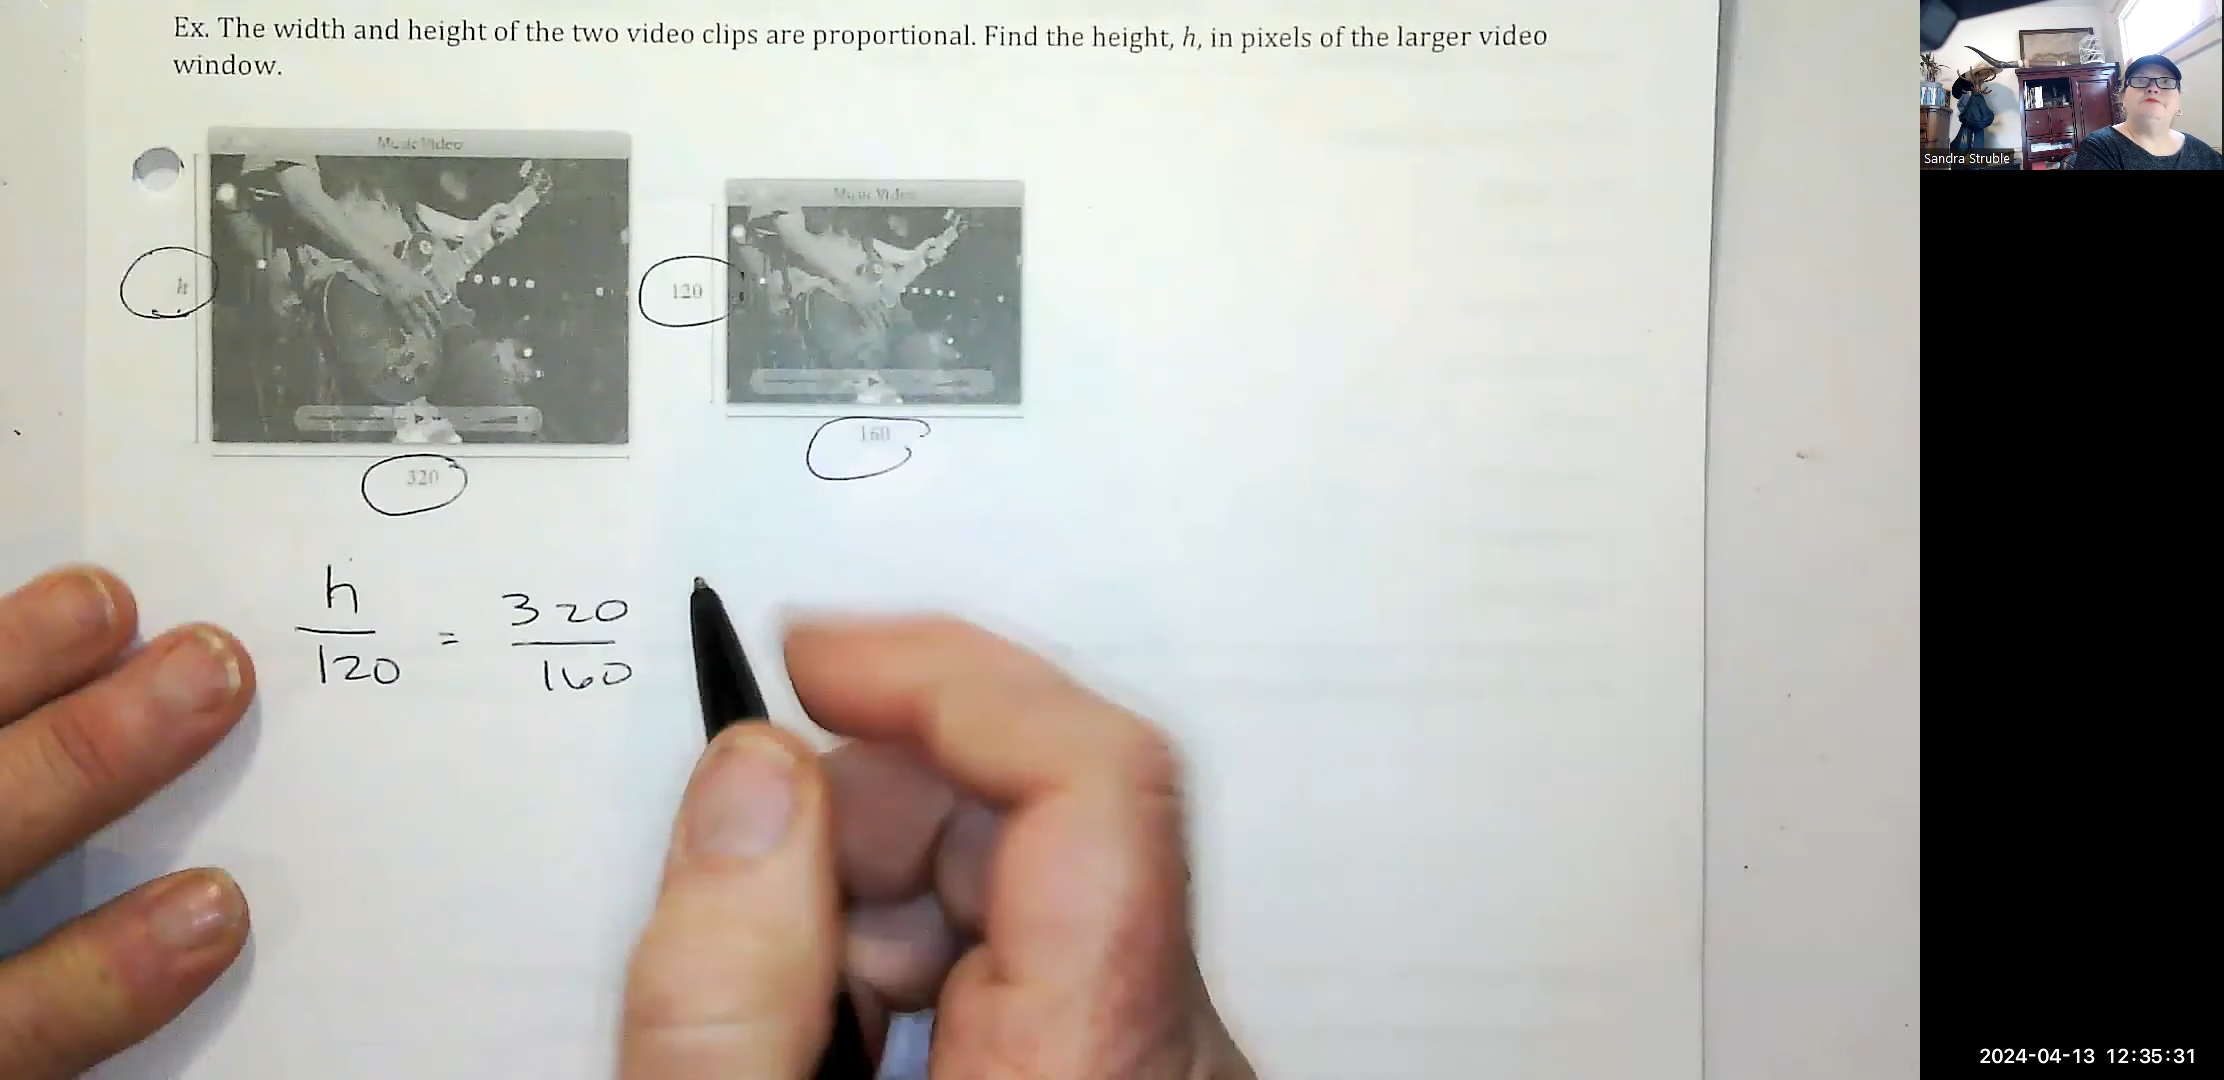 Ex. The width and height of the two video clips are proportional. Find the height, h, in pixels of the larger video
window.
Music Video
Music Video
h
120
160
320
h/120 = 320/160
Sandra Struble
2024-04-13 12:35:31